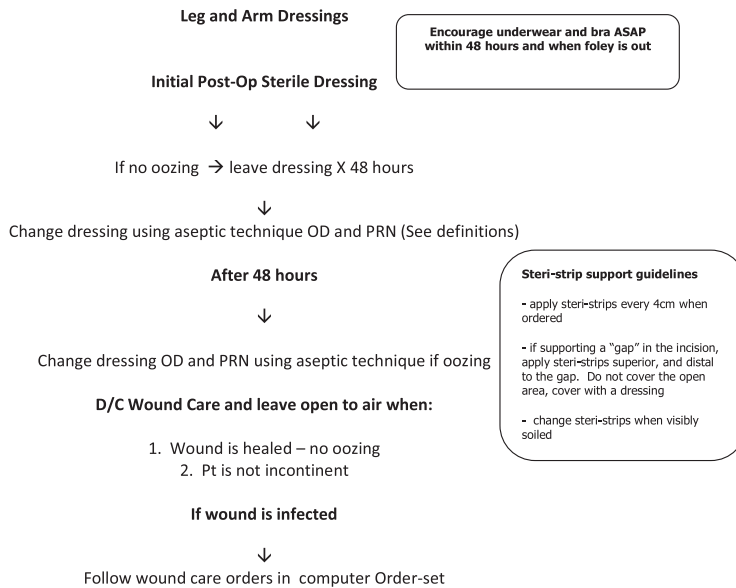 Leg and Arm Dressings
Encourage underwear and bra ASAP
within 48 hours and when foley is out
Initial Post-Op Sterile Dressing
↓ ↓
If no oozing → leave dressing X 48 hours
↓
Change dressing using aseptic technique OD and PRN (See definitions)
After 48 hours
↓
Change dressing OD and PRN using aseptic technique if oozing
Steri-strip support guidelines
- apply steri-strips every 4cm when
ordered
- if supporting a “gap” in the incision,
apply steri-strips superior, and distal
to the gap. Do not cover the open
area, cover with a dressing
- change steri-strips when visibly
soiled
D/C Wound Care and leave open to air when:
1. Wound is healed – no oozing
2. Pt is not incontinent
If wound is infected
↓
Follow wound care orders in computer Order-set